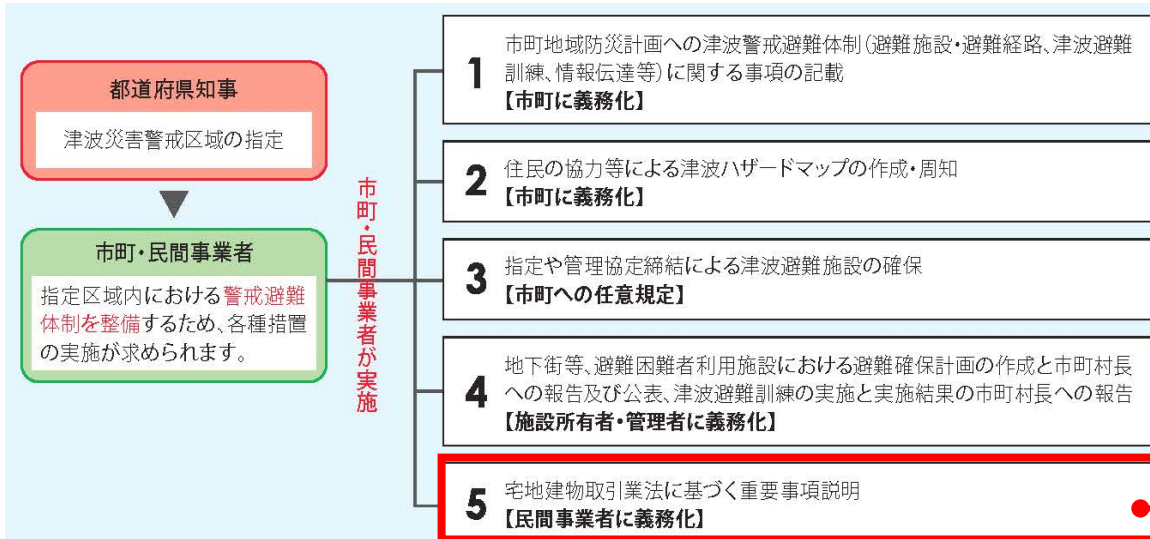 都道府県知事
津波災害警戒区域の指定
市町・民間事業者
指定区域内における警戒避難
体制を整備するため、各種措置
の実施が求められます。
市町・民間事業者が実施
1
市町地域防災計画への津波警戒避難体制(避難施設・避難経路、津波避難
訓練、情報伝達等)に関する事項の記載
【市町に義務化】
2
住民の協力等による津波ハザードマップの作成・周知
【市町に義務化】
3
指定や管理協定締結による津波避難施設の確保
【市町への任意規定】
4
地下街等、避難困難者利用施設における避難確保計画の作成と市町村長
への報告及び公表、津波避難訓練の実施と実施結果の市町村長への報告
【施設所有者・管理者に義務化】
5
宅地建物取引業法に基づく重要事項説明
【民間事業者に義務化】